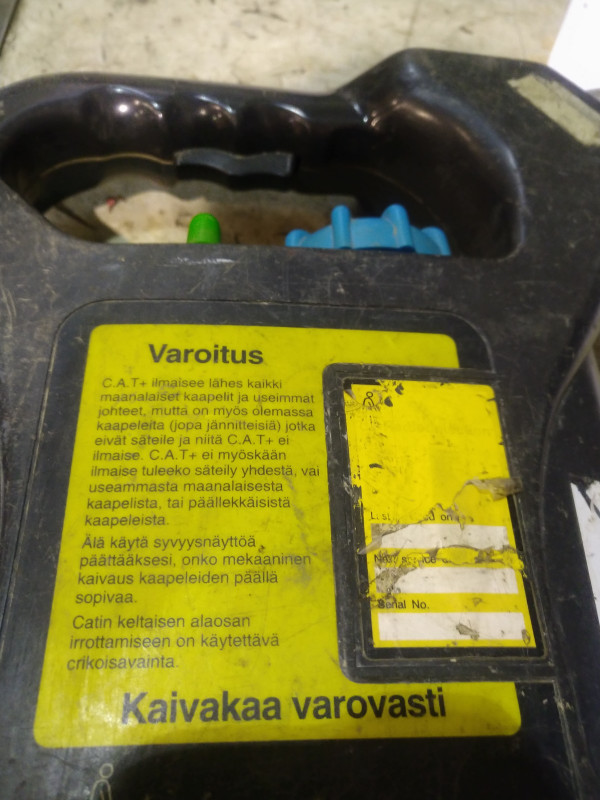 Varoitus
C.A.T+ ilmaisee lähes kaikki
maanalaiset kaapelit ja useimmat
johteet, mutta on myös olemassa
kaapeleita (jopa jännitteisiä) jotka
eivät säteile ja niitä C.A.T+ ei
ilmaise. C.A.T+ ei myöskään
ilmaise tuleeko säteily yhdestä, vai
useammasta maanalaisesta
kaapelista, tai päällekkäisistä
kaapeleista.
Älä käytä syvyysnäyttöä
päättääksesi, onko mekaaninen
kaivaus kaapeleiden päällä
sopivaa.
Catin keltaisen alaosan
irrottamiseen on käytettävä
crikoisavainta.
Kaivakaa varovasti
on
Serial No.